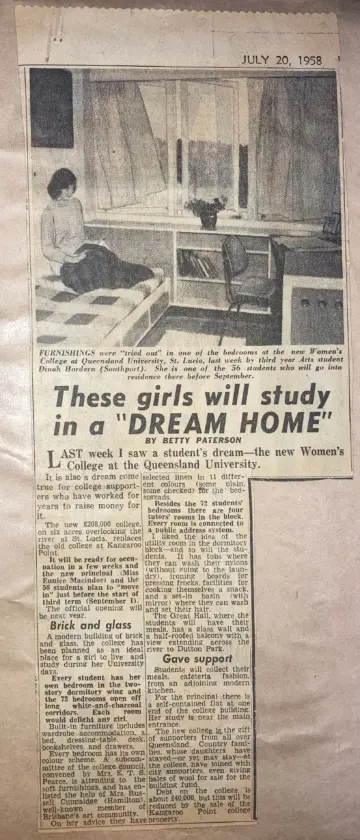 JULY 20, 1958
FURNISHINGS were "tried out" in one of the bedrooms at the new Women's
College at Queensland University, St. Lucia, last week by third year Arts student
Dinah Hordern (Southport). She is one of the 56 students who will go into
residence there before September.
These girls will study
in a "DREAM HOME"
BY BETTY PATERSON
LAST week I saw a student's dream—the new Women's
College at the Queensland University.
It is also a dream come
true for college support-
ers who have worked for
years to raise money for
it.
The new £208,000 college,
on six acres overlooking the
river at St. Lucia, replaces
the old college at Kangaroo
Point.
It will be ready for occu-
pation in a few weeks and
the new principal (Miss
Eunice Macindoe) and the
56 students plan to "move
in" just before the start of
third term (September 1).
The official opening will
be next year.
Brick and glass
A modern building of brick
and glass, the college has
been planned as an ideal
place for a girl to live and
study during her University
days.
Every student has her
own bedroom in the two-
story dormitory wing and
the 72 bedrooms open off
long white-and-charcoal
corridors. Each room
would delight any girl.
Built-in furniture includes
wardrobe accommodation, a
bed, dressing-table desk,
bookshelves, and drawers.
Every bedroom has its own
colour scheme. A subcom-
mittee of the college council,
convened by Mrs. E. T. S.
Pearce, is attending to the
soft furnishings, and has en-
listed the help of Mrs. Rus-
sell Cuppaidge (Hamilton),
well-known member of
Brisbane's art community.
On her advice they have
selected linen in 11 differ-
ent colours (some plain,
some checked) for the bed-
spreads.
Besides the 72 students'
bedrooms there are four
tutors' rooms in the block.
Every room is connected to
a public address system.
I liked the idea of the
utility room in the dormitory
block—and so will the stu-
dents. It has tubs where
they can wash their nylons
(without going to the laun-
dry), ironing boards for
pressing frocks, facilities for
cooking themselves a snack,
and a set-in basin (with
mirror) where they can wash
and set their hair.
The Great Hall, where the
students will have their
meals, has a glass wall and
a half-roofed balcony with a
view extending across the
river to Dutton Park.
Gave support
Students will collect their
meals, cafeteria fashion,
from an adjoining modern
kitchen.
For the principal there is
a self-contained flat at one
end of the college building.
Her study is near the main
entrance.
The new college is the gift
of supporters from all over
Queensland. Country fami-
lies, whose daughters have
stayed—or yet may stay—at
the college, have joined with
city supporters, even giving
bales of wool for sale for the
building fund.
Debt on the college is
about £40,000, but this will be
reduced by the sale of the
Kangaroo Point college
property.